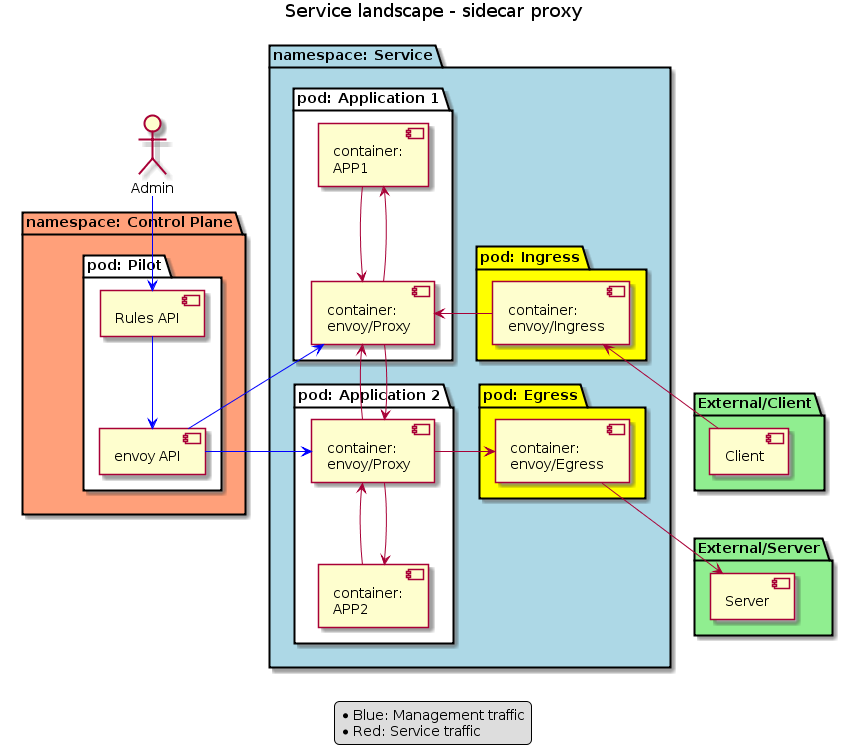 Service landscape - sidecar proxy
namespace: Service
pod: Application 1
container:
APP1
Admin
namespace: Control Plane
pod: Pilot
Rules API
container:
envoy/Proxy
pod: Ingress
container:
envoy/Ingress
pod: Application 2
pod: Egress
External/Client
envoy API
container:
envoy/Proxy
container:
envoy/Egress
Client
External/Server
container:
APP2
Server
• Blue: Management traffic
• Red: Service traffic